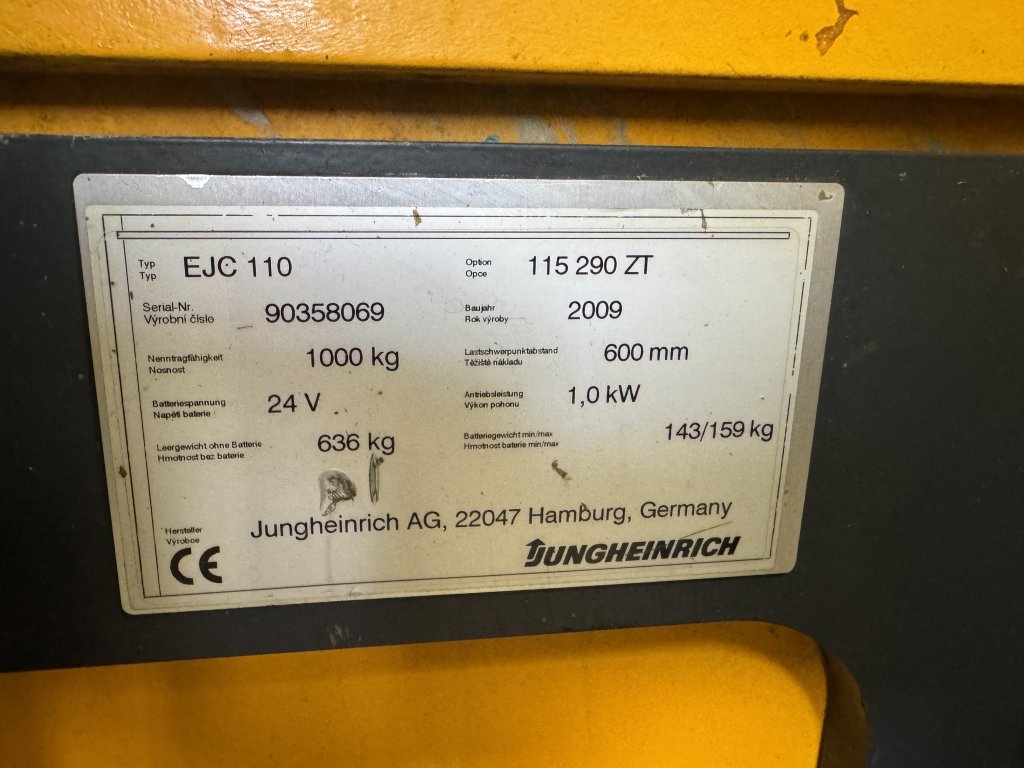 Typ EJC 110 Option 115 290 ZT
Typ Opce
Serial-Nr. 90358069 Baujahr 2009
Výrobní číslo Rok výroby
Nenntragfähigkeit 1000 kg Lastschwerpunktabstand 600 mm
Nosnost Těžiště nákladu
Batteriespannung 24 V Antriebsleistung 1,0 kW
Napětí baterie Výkon pohonu
Leergewicht ohne Batterie 636 kg Batteriegewicht min/max 143/159 kg
Hmotnost bez baterie Hmotnost baterie min/max
Hersteller Jungheinrich AG, 22047 Hamburg, Germany
Výrobce
CE JUNGHEINRICH